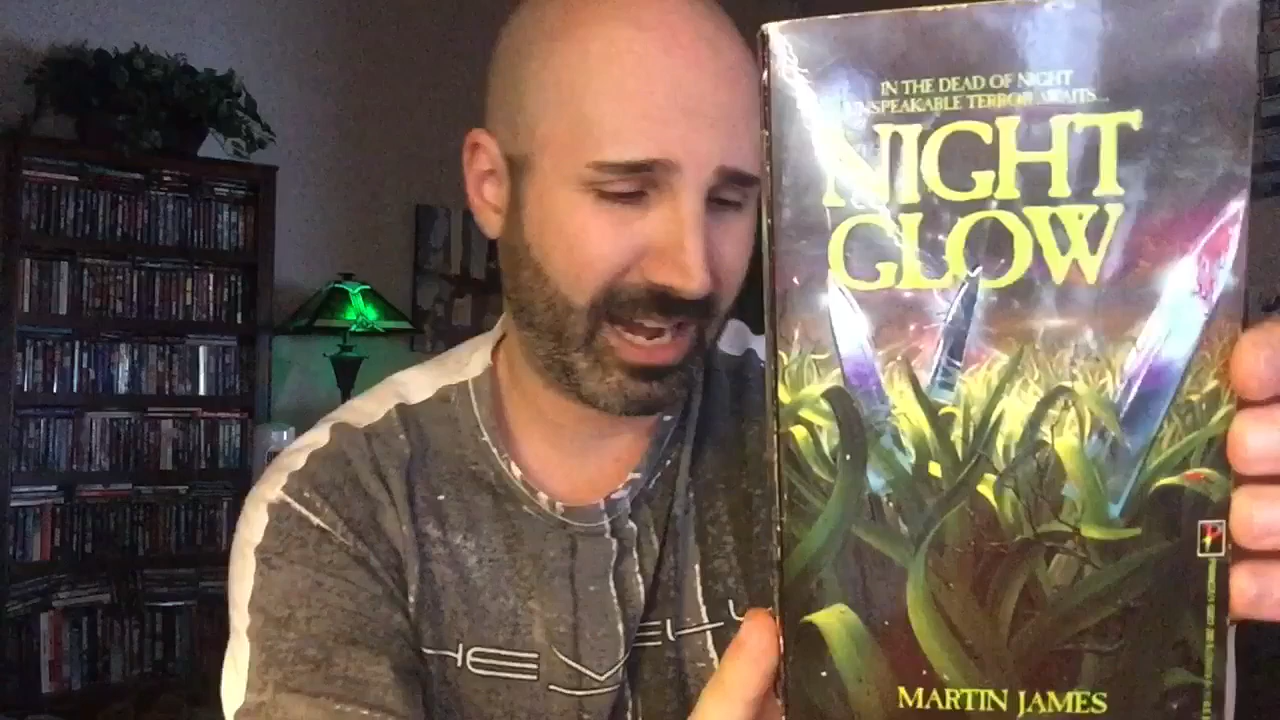 IN THE DEAD OF NIGHT
UNSPEAKABLE TERROR AWAITS...
NIGHT
GLOW
MARTIN JAMES